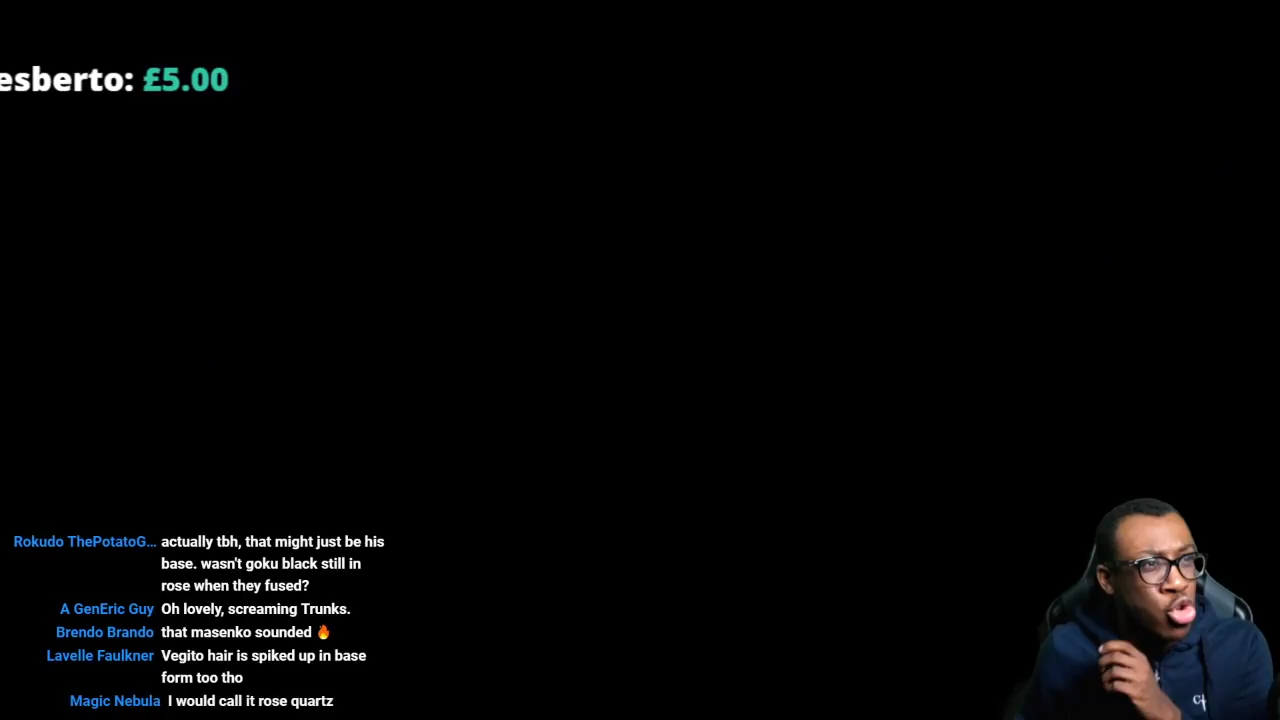 esberto: £5.00
Rokudo ThePotatoG... actually tbh, that might just be his
base. wasn't goku black still in
rose when they fused?
A GenEric Guy Oh lovely, screaming Trunks.
Brendo Brando that masenko sounded 🔥
Lavelle Faulkner Vegito hair is spiked up in base
form too tho
Magic Nebula I would call it rose quartz